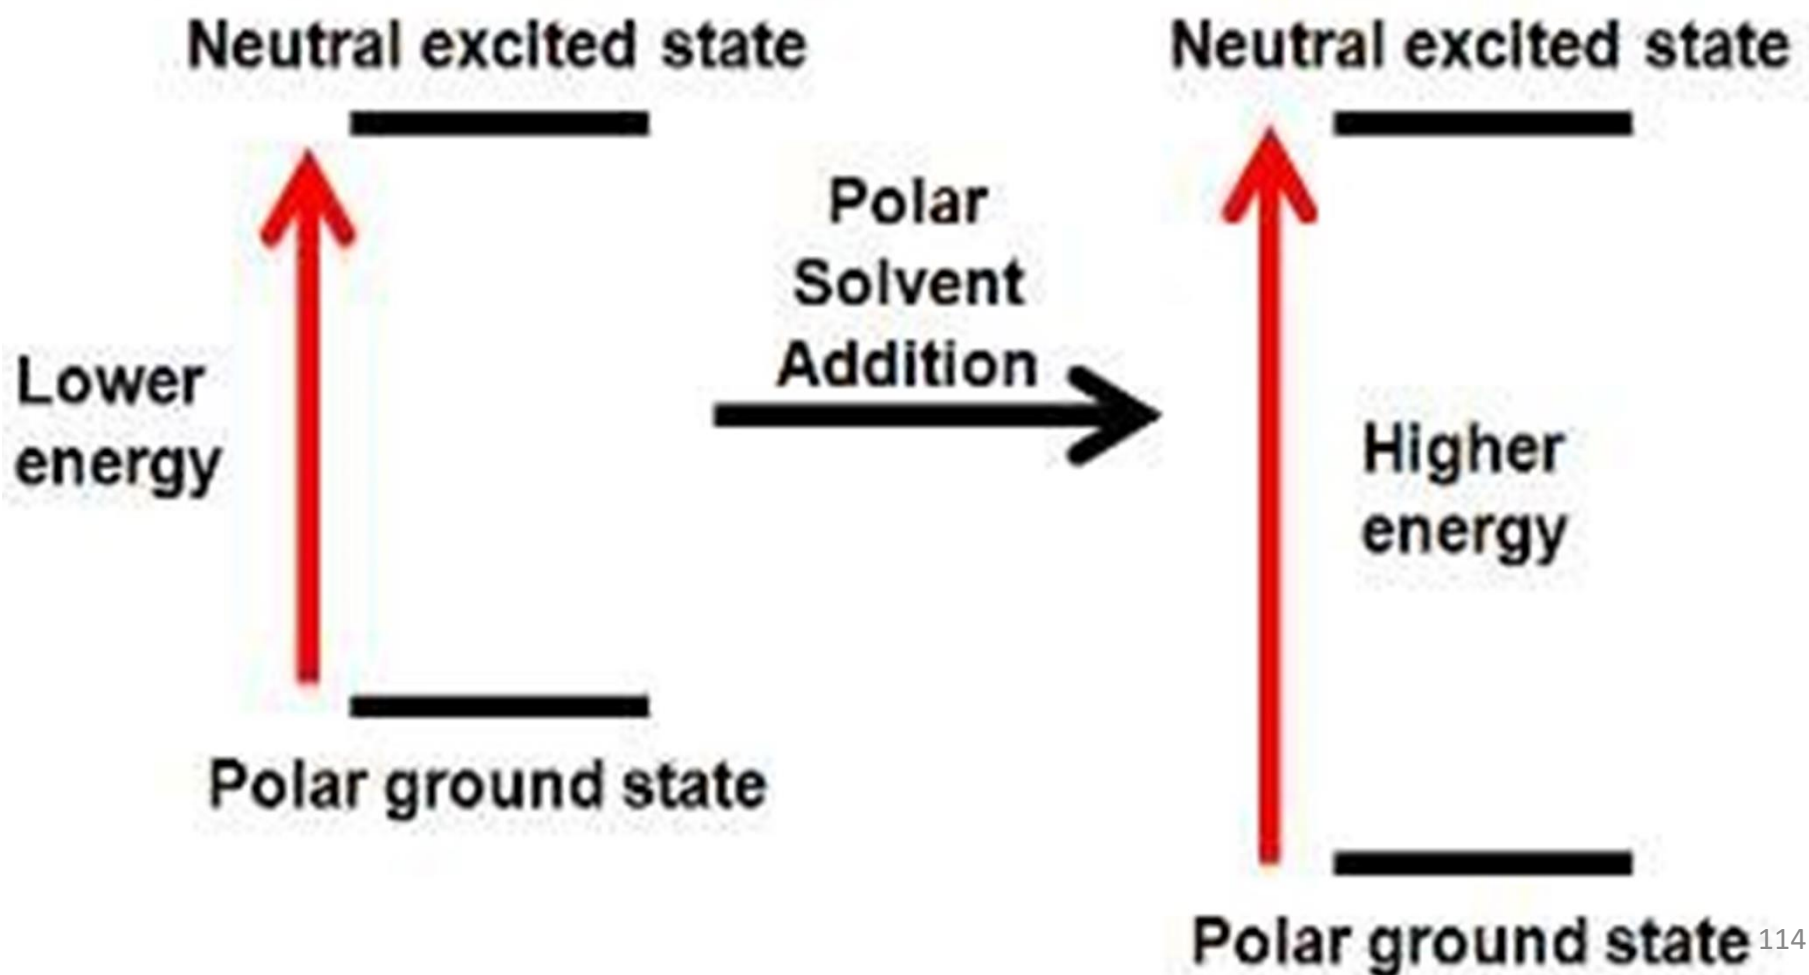 Neutral excited state
Neutral excited state
Polar
Solvent
Addition
Lower
energy
Higher
energy
Polar ground state
Polar ground state
114